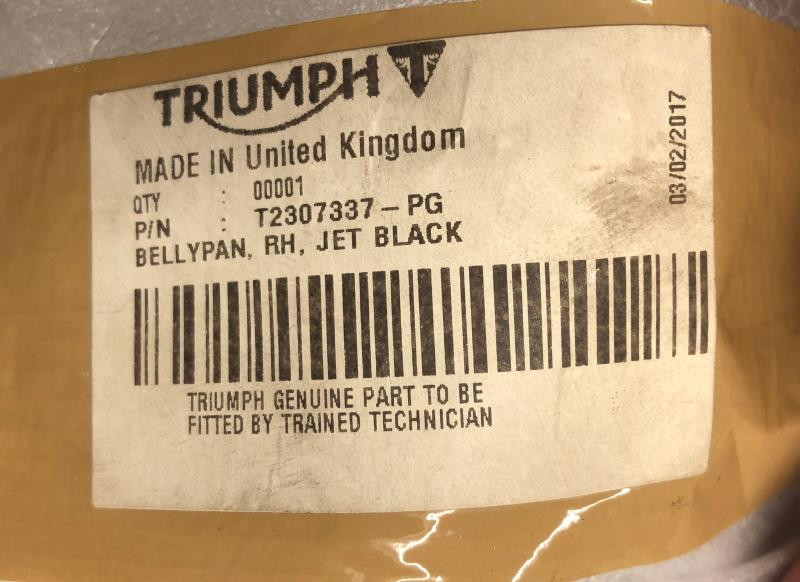 TRIUMPH
MADE IN United Kingdom
QTY : 00001
P/N : T2307337-PG
BELLYPAN, RH, JET BLACK
TRIUMPH GENUINE PART TO BE
FITTED BY TRAINED TECHNICIAN
03/02/2017